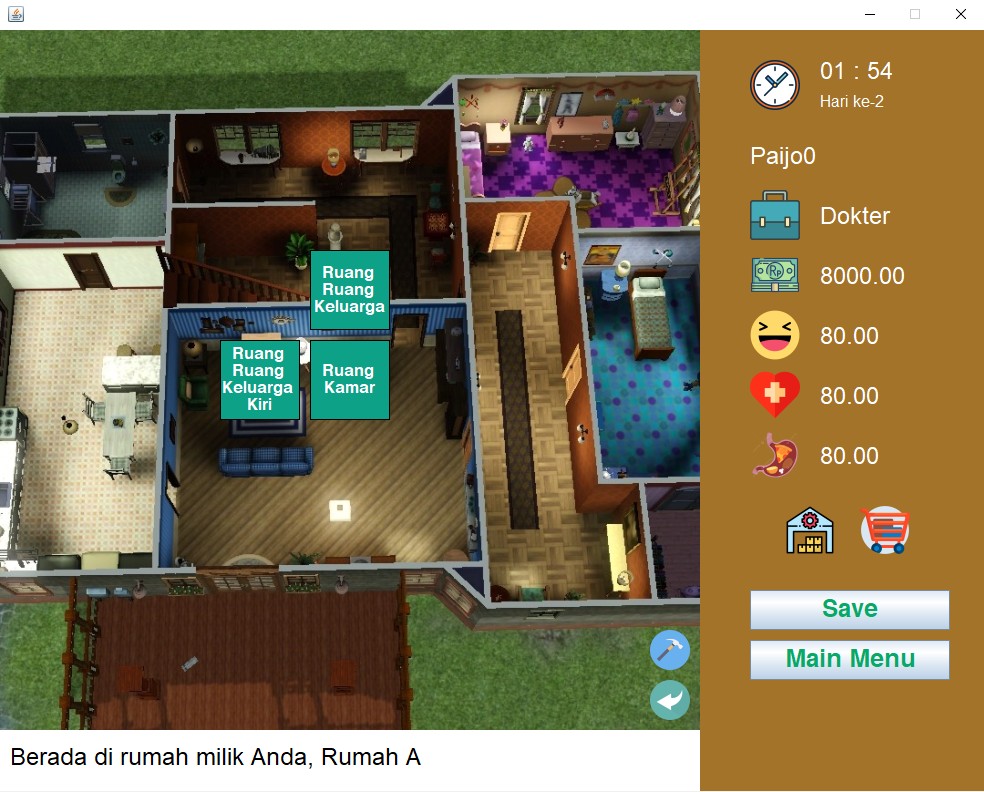 01 : 54
Hari ke-2
Paijo0
Dokter
Rp
8000.00
80.00
80.00
80.00
Ruang
Ruang
Keluarga
Ruang
Ruang
Keluarga
Kiri
Ruang
Kamar
Save
Main Menu
Berada di rumah milik Anda, Rumah A